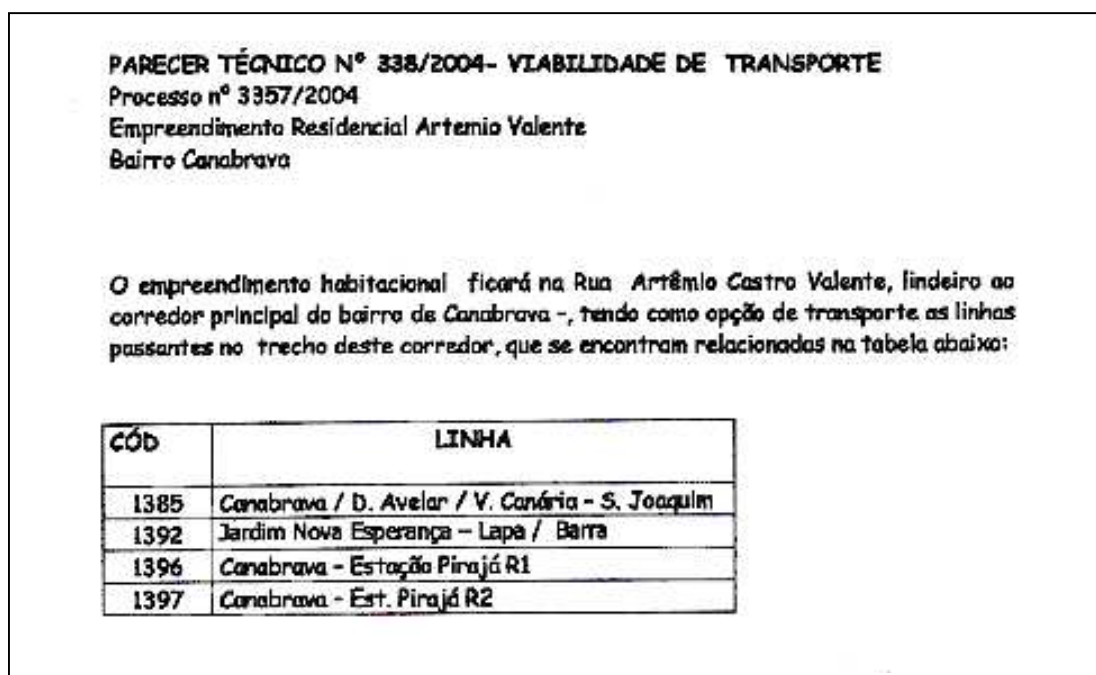 PARECER TÉCNICO Nº 338/2004- VIABILIDADE DE TRANSPORTE
Processo nº 3357/2004
Empreendimento Residencial Artemio Valente
Bairro Canabrava
O empreendimento habitacional ficará na Rua Artêmio Castro Valente, lindeiro ao
corredor principal do bairro de Canabrava -, tendo como opção de transporte as linhas
passantes no trecho deste corredor, que se encontram relacionadas na tabela abaixo:
CÓD LINHA
1385 Canabrava / D. Avelar / V. Canária - S. Joaquim
1392 Jardim Nova Esperança – Lapa / Barra
1396 Canabrava - Estação Pirajá R1
1397 Canabrava - Est. Pirajá R2